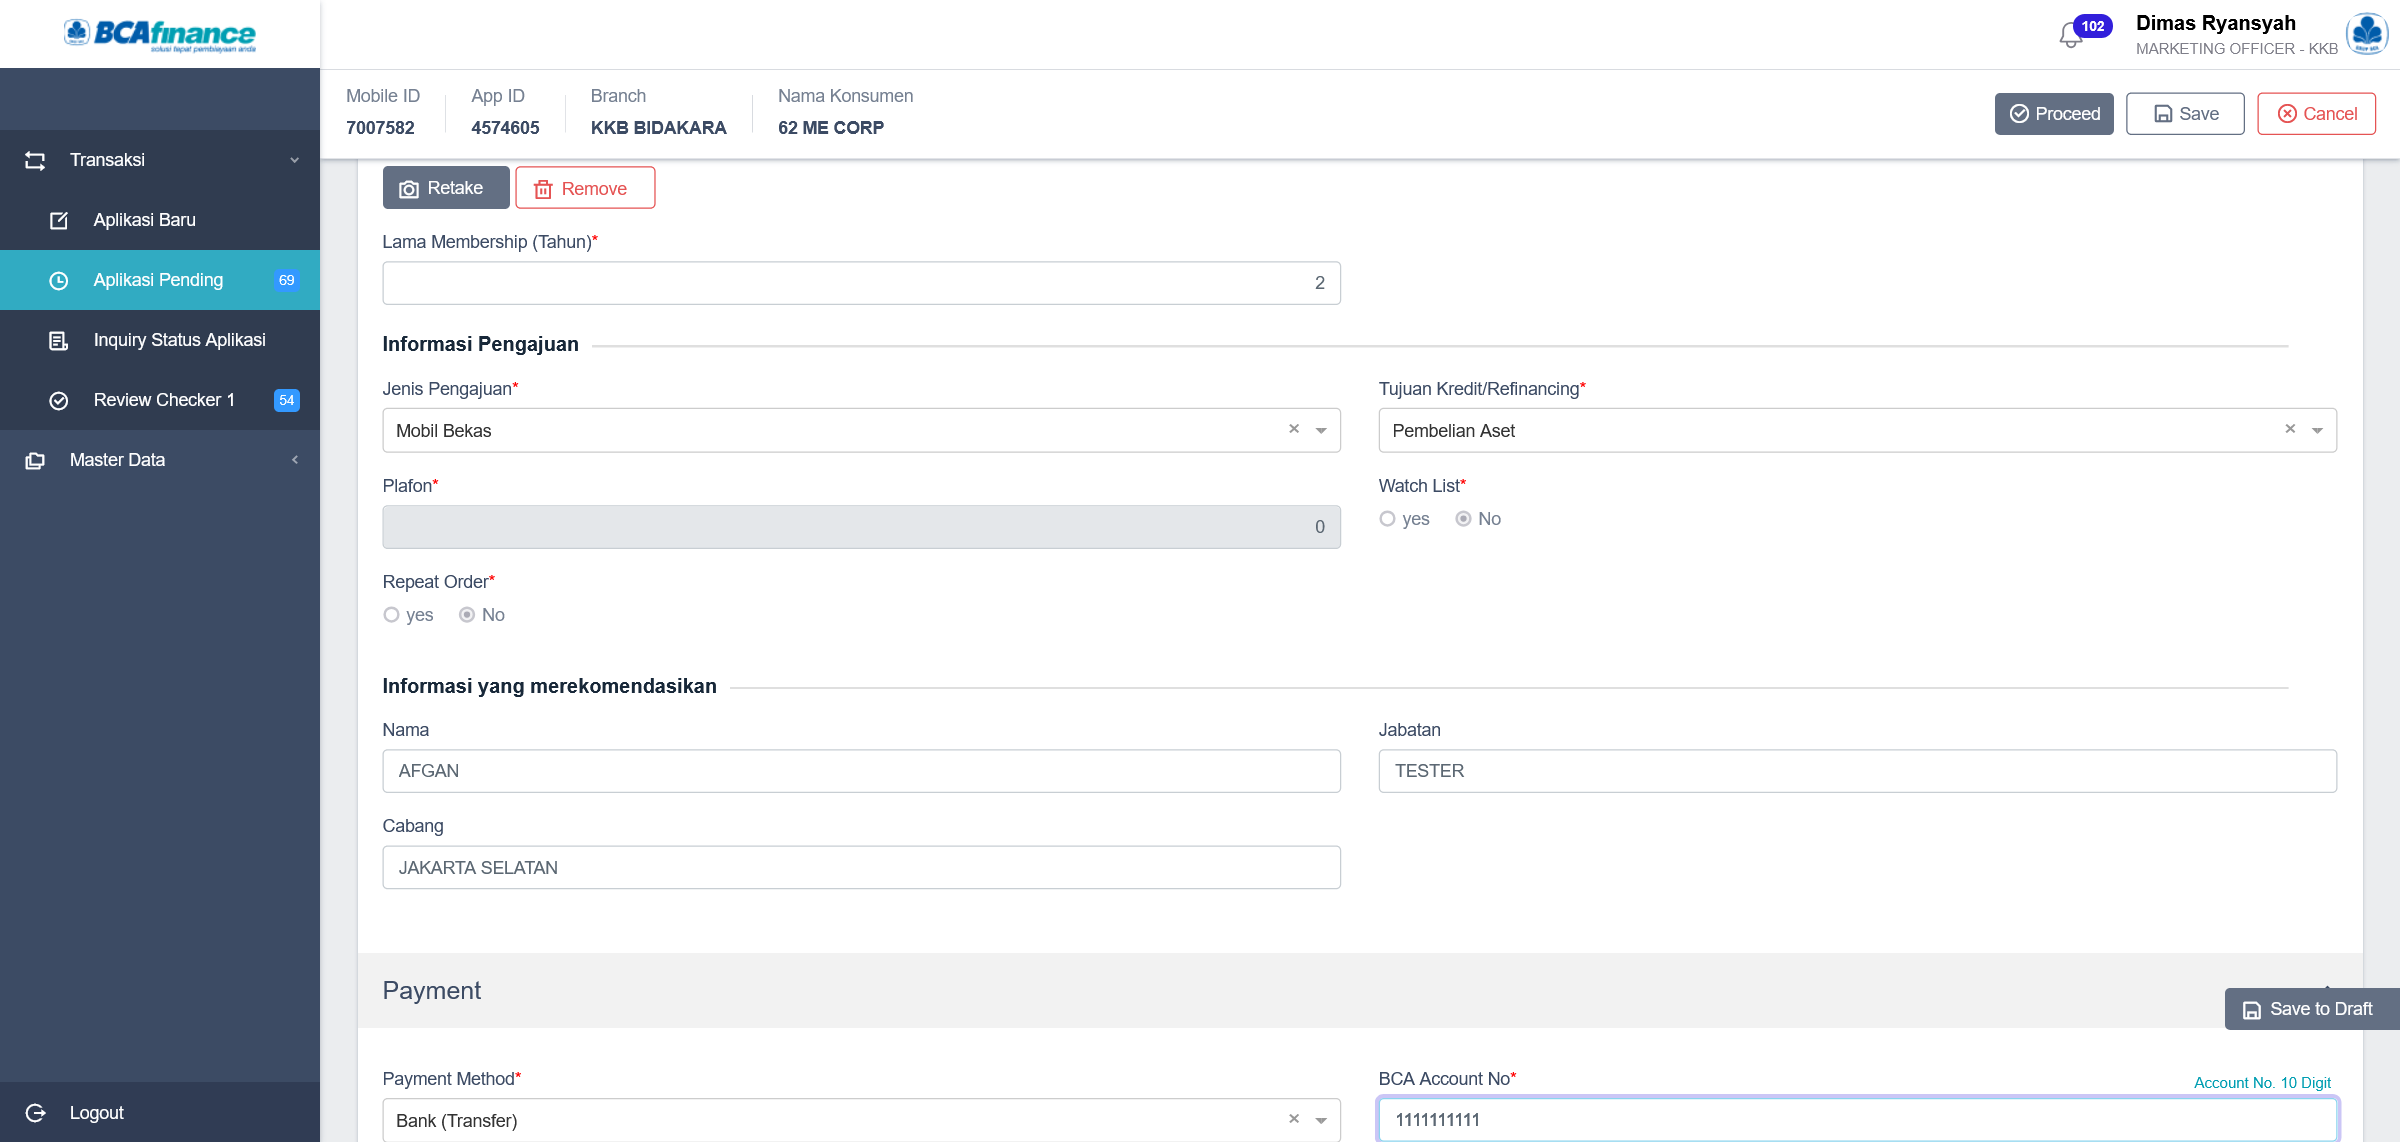 BCAfinance
solusi tepat pembiayaan anda
102
Dimas Ryansyah
MARKETING OFFICER - KKB
Mobile ID
7007582
App ID
4574605
Branch
KKB BIDAKARA
Nama Konsumen
62 ME CORP
Proceed
Save
Cancel
Transaksi
Aplikasi Baru
Aplikasi Pending 69
Inquiry Status Aplikasi
Review Checker 1 54
Master Data
Logout
Retake
Remove
Lama Membership (Tahun)*
2
Informasi Pengajuan
Jenis Pengajuan*
Mobil Bekas
Tujuan Kredit/Refinancing*
Pembelian Aset
Plafon*
0
Watch List*
yes No
Repeat Order*
yes No
Informasi yang merekomendasikan
Nama
AFGAN
Jabatan
TESTER
Cabang
JAKARTA SELATAN
Payment
Save to Draft
Payment Method*
Bank (Transfer)
BCA Account No*
Account No. 10 Digit
1111111111